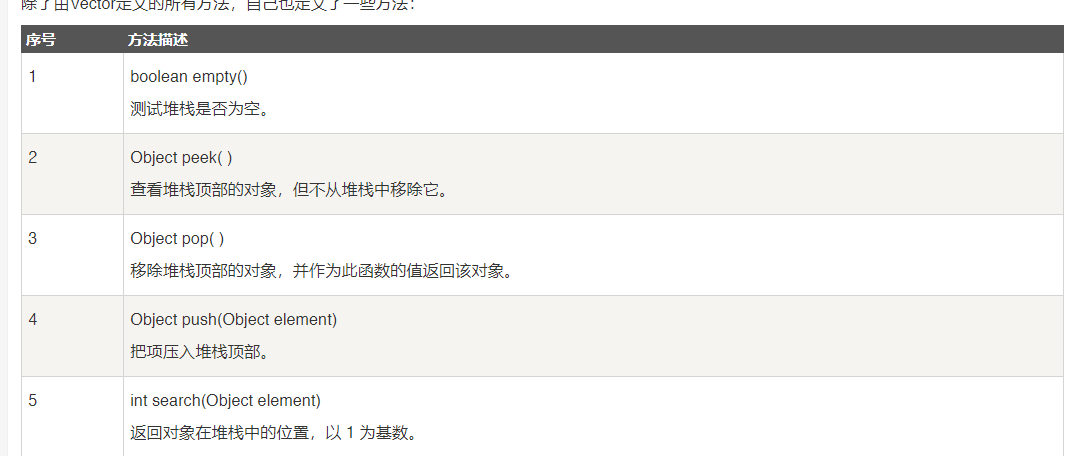 除了由Vector定义的所有方法，自己也定义了一些方法：
序号 方法描述
1 boolean empty()
测试堆栈是否为空。
2 Object peek( )
查看堆栈顶部的对象，但不从堆栈中移除它。
3 Object pop( )
移除堆栈顶部的对象，并作为此函数的值返回该对象。
4 Object push(Object element)
把项压入堆栈顶部。
5 int search(Object element)
返回对象在堆栈中的位置，以 1 为基数。